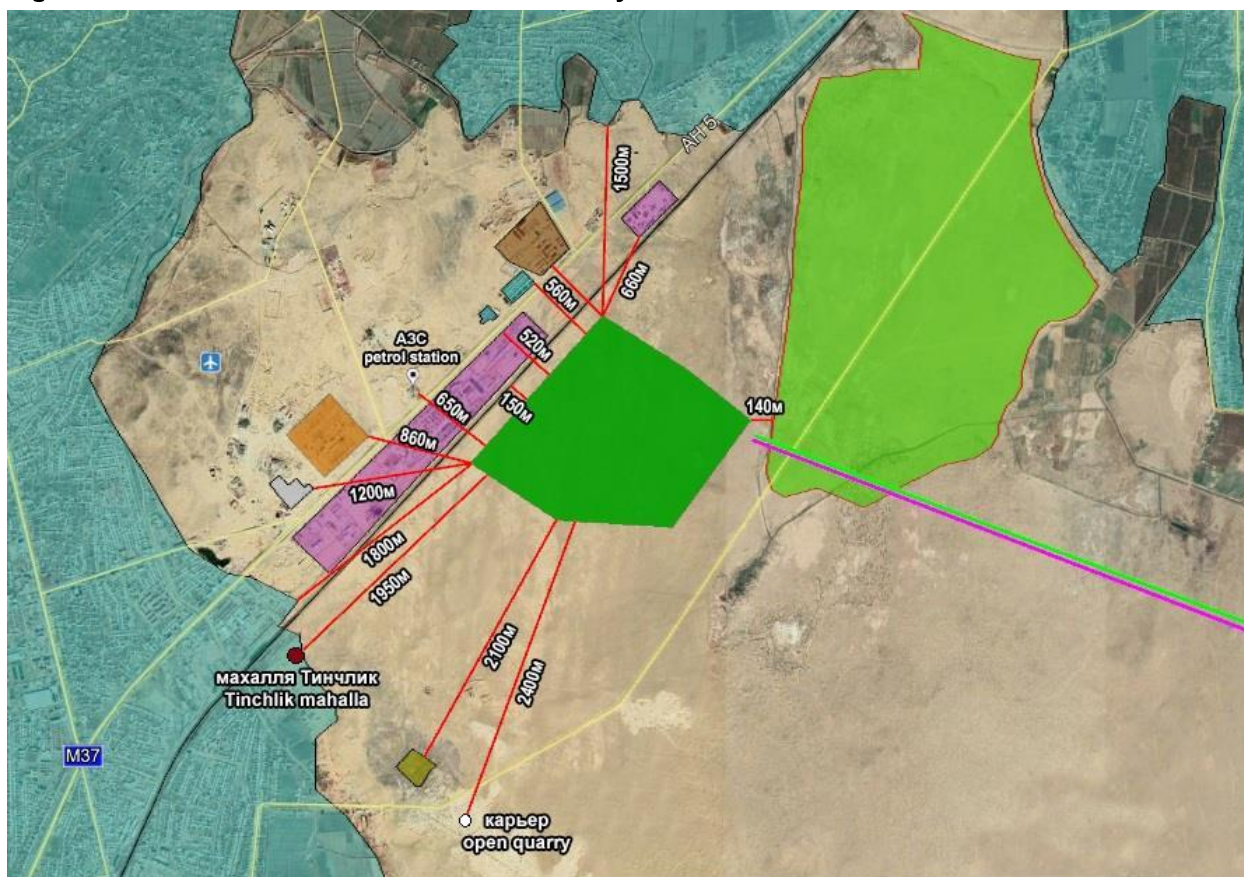 AH 5
1500м
660м
560м
520м
АЗС
petrol station
650м
150м
140м
860м
1200м
1800м
1950м
2100м
2400м
махалля Тинчлик
Tinchlik mahalla
M37
карьер
open quarry